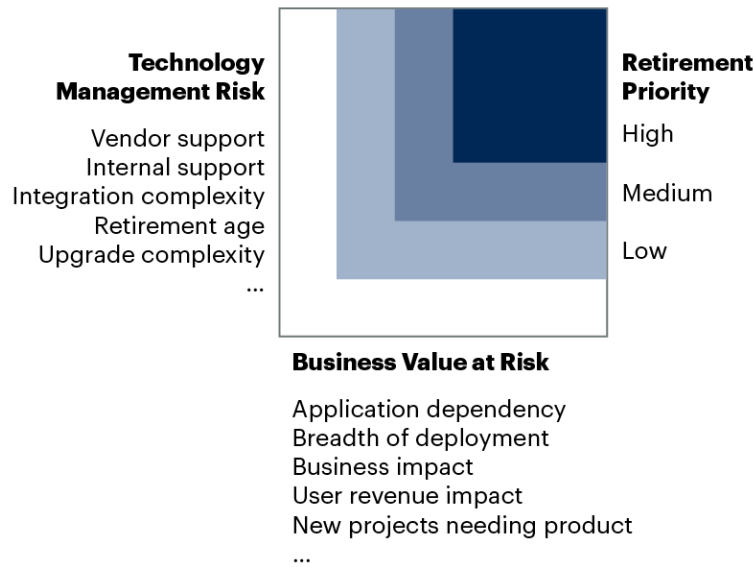 Technology
Management Risk
Vendor support
Internal support
Integration complexity
Retirement age
Upgrade complexity
...
Retirement
Priority
High
Medium
Low
Business Value at Risk
Application dependency
Breadth of deployment
Business impact
User revenue impact
New projects needing product
...